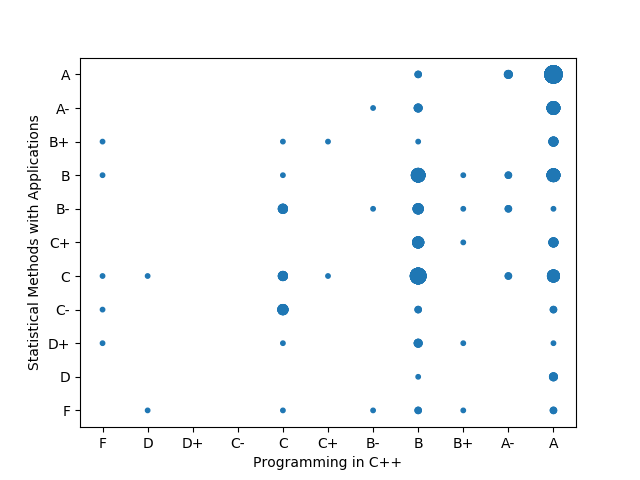 Statistical Methods with Applications
A
A-
B+
B
B-
C+
C
C-
D+
D
F
F D D+ C- C C+ B- B B+ A- A
Programming in C++